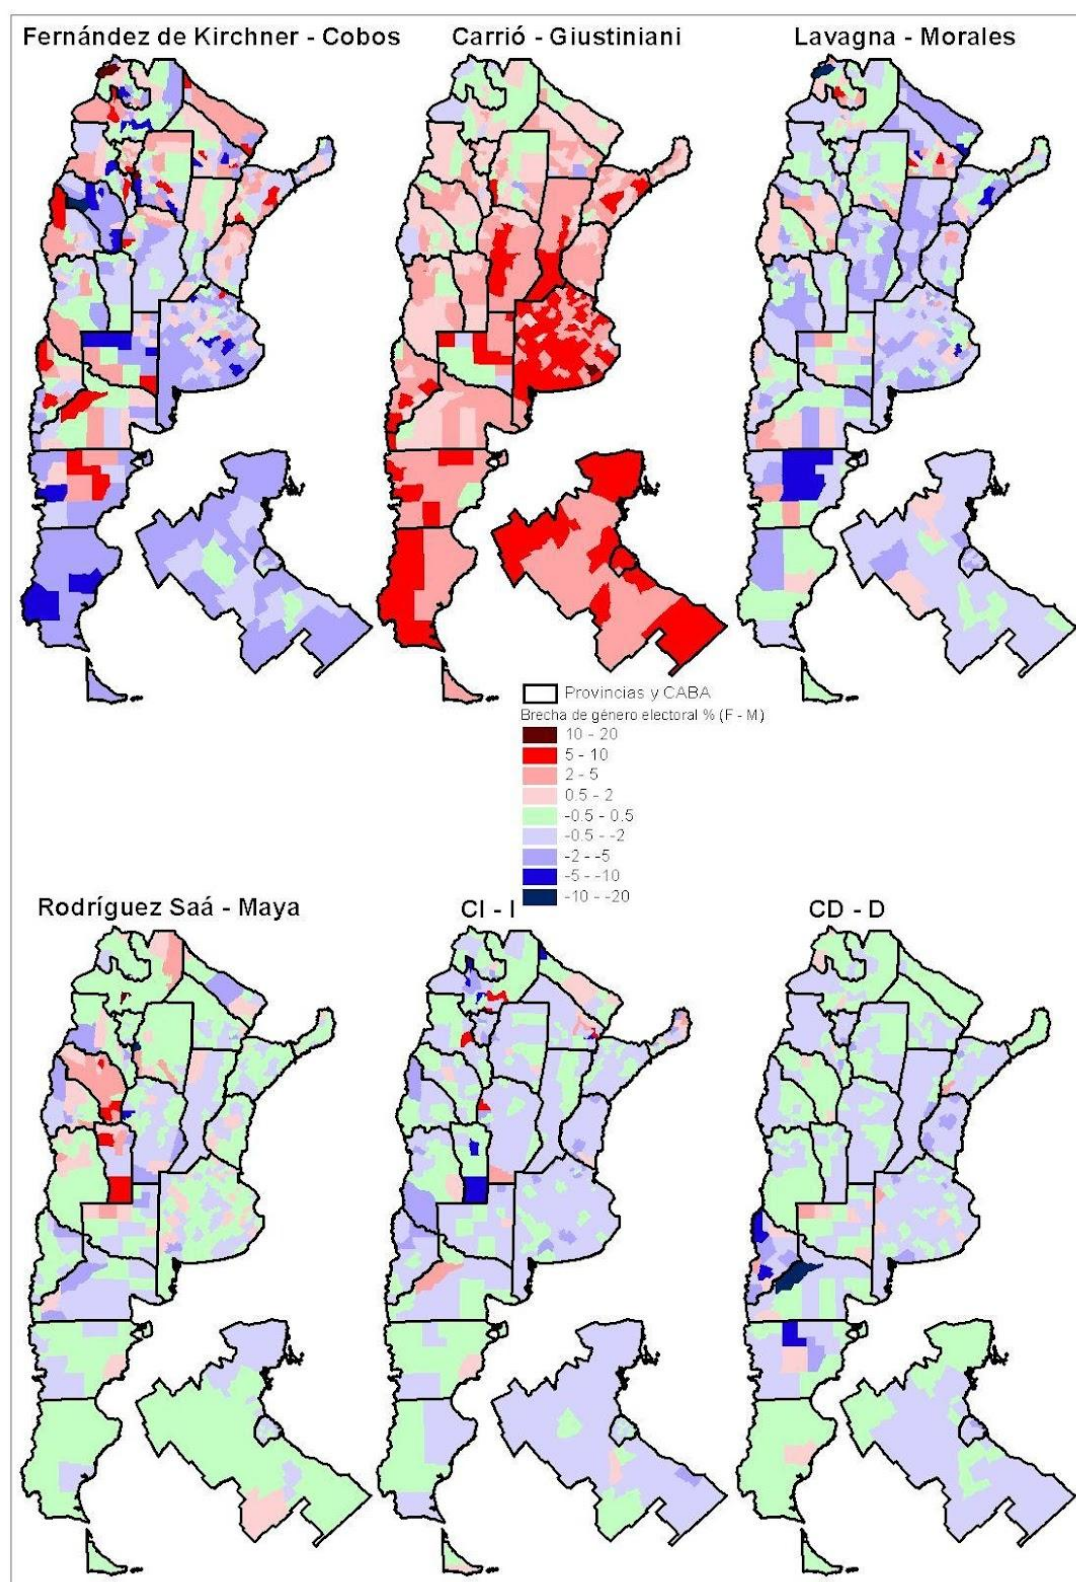 Fernández de Kirchner - Cobos
Carrió - Giustiniani
Lavagna - Morales
Provincias y CABA
Brecha de género electoral % (F - M)
10 - 20
5 - 10
2 - 5
0.5 - 2
-0.5 - 0.5
-0.5 - -2
-2 - -5
-5 - -10
-10 - -20
Rodríguez Saá - Maya
CI - I
CD - D